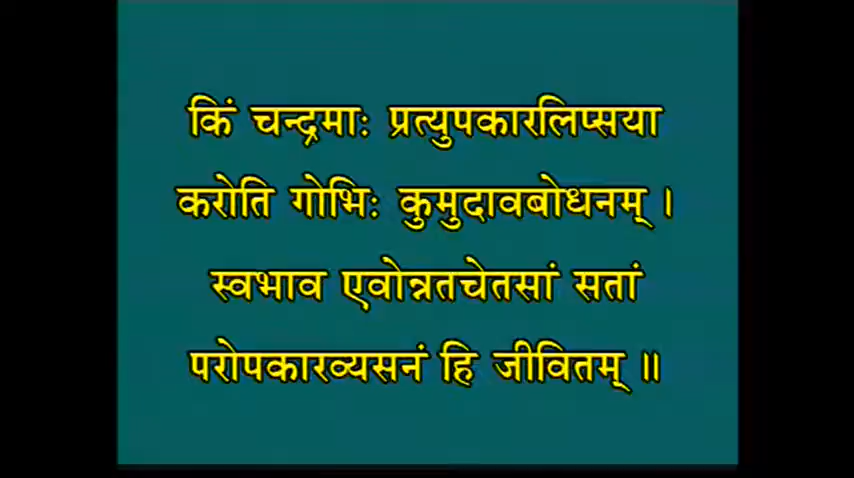 किं चन्द्रमाः प्रत्युपकारलिप्सया
करोति गोभिः कुमुदावबोधनम् ।
स्वभाव एवोन्नतचेतसां सतां
परोपकारव्यसनं हि जीवितम् ॥